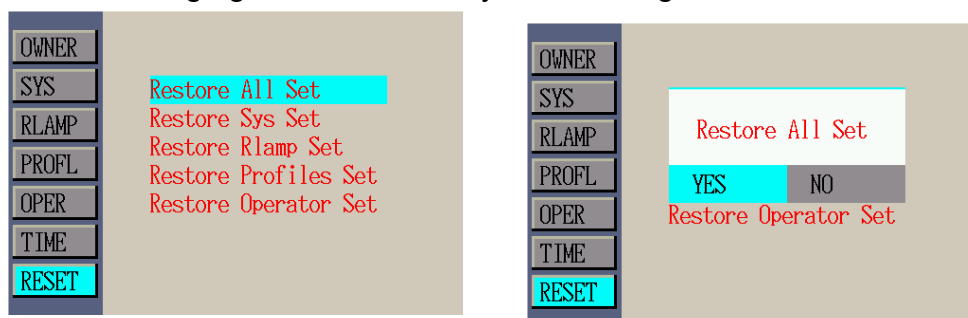 OWNER
SYS
RLAMP
PROFL
OPER
TIME
RESET
Restore All Set
Restore Sys Set
Restore Rlamp Set
Restore Profiles Set
Restore Operator Set
OWNER
SYS
RLAMP
PROFL
OPER
TIME
RESET
Restore All Set
YES NO
Restore Operator Set